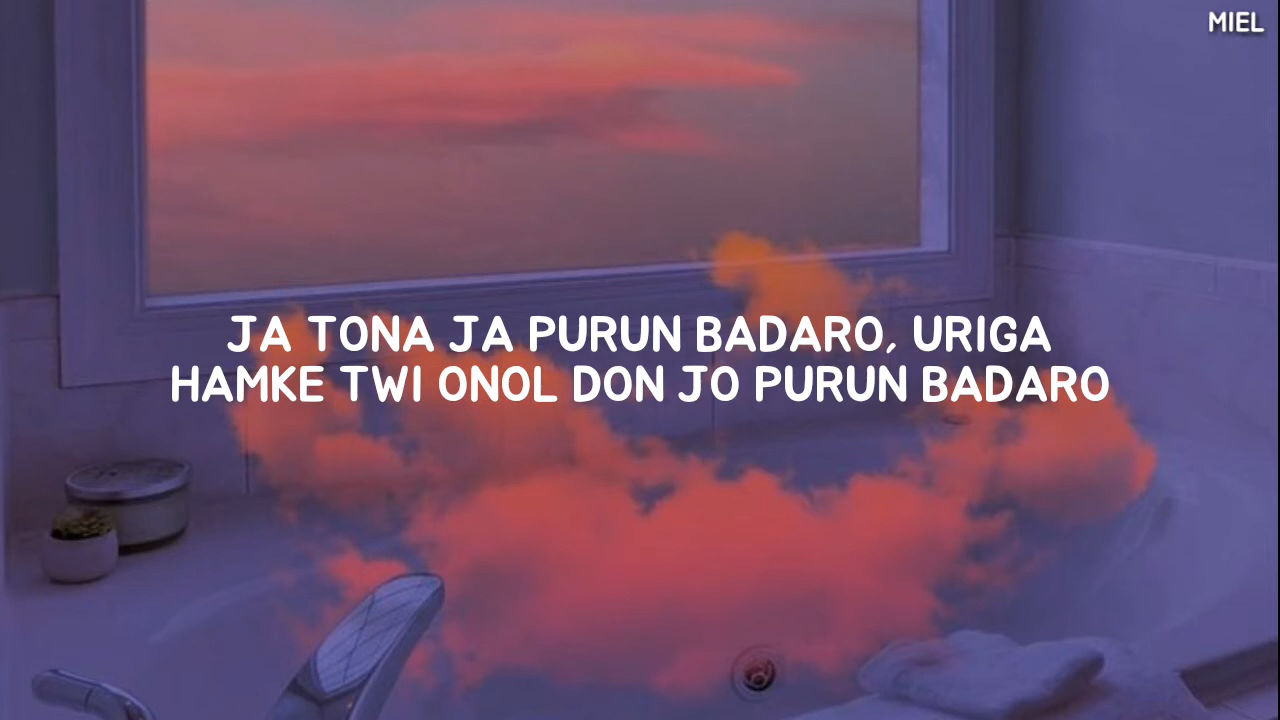 MIEL
JA TONA JA PURUN BADARO, URIGA
HAMKE TWI ONOL DON JO PURUN BADARO